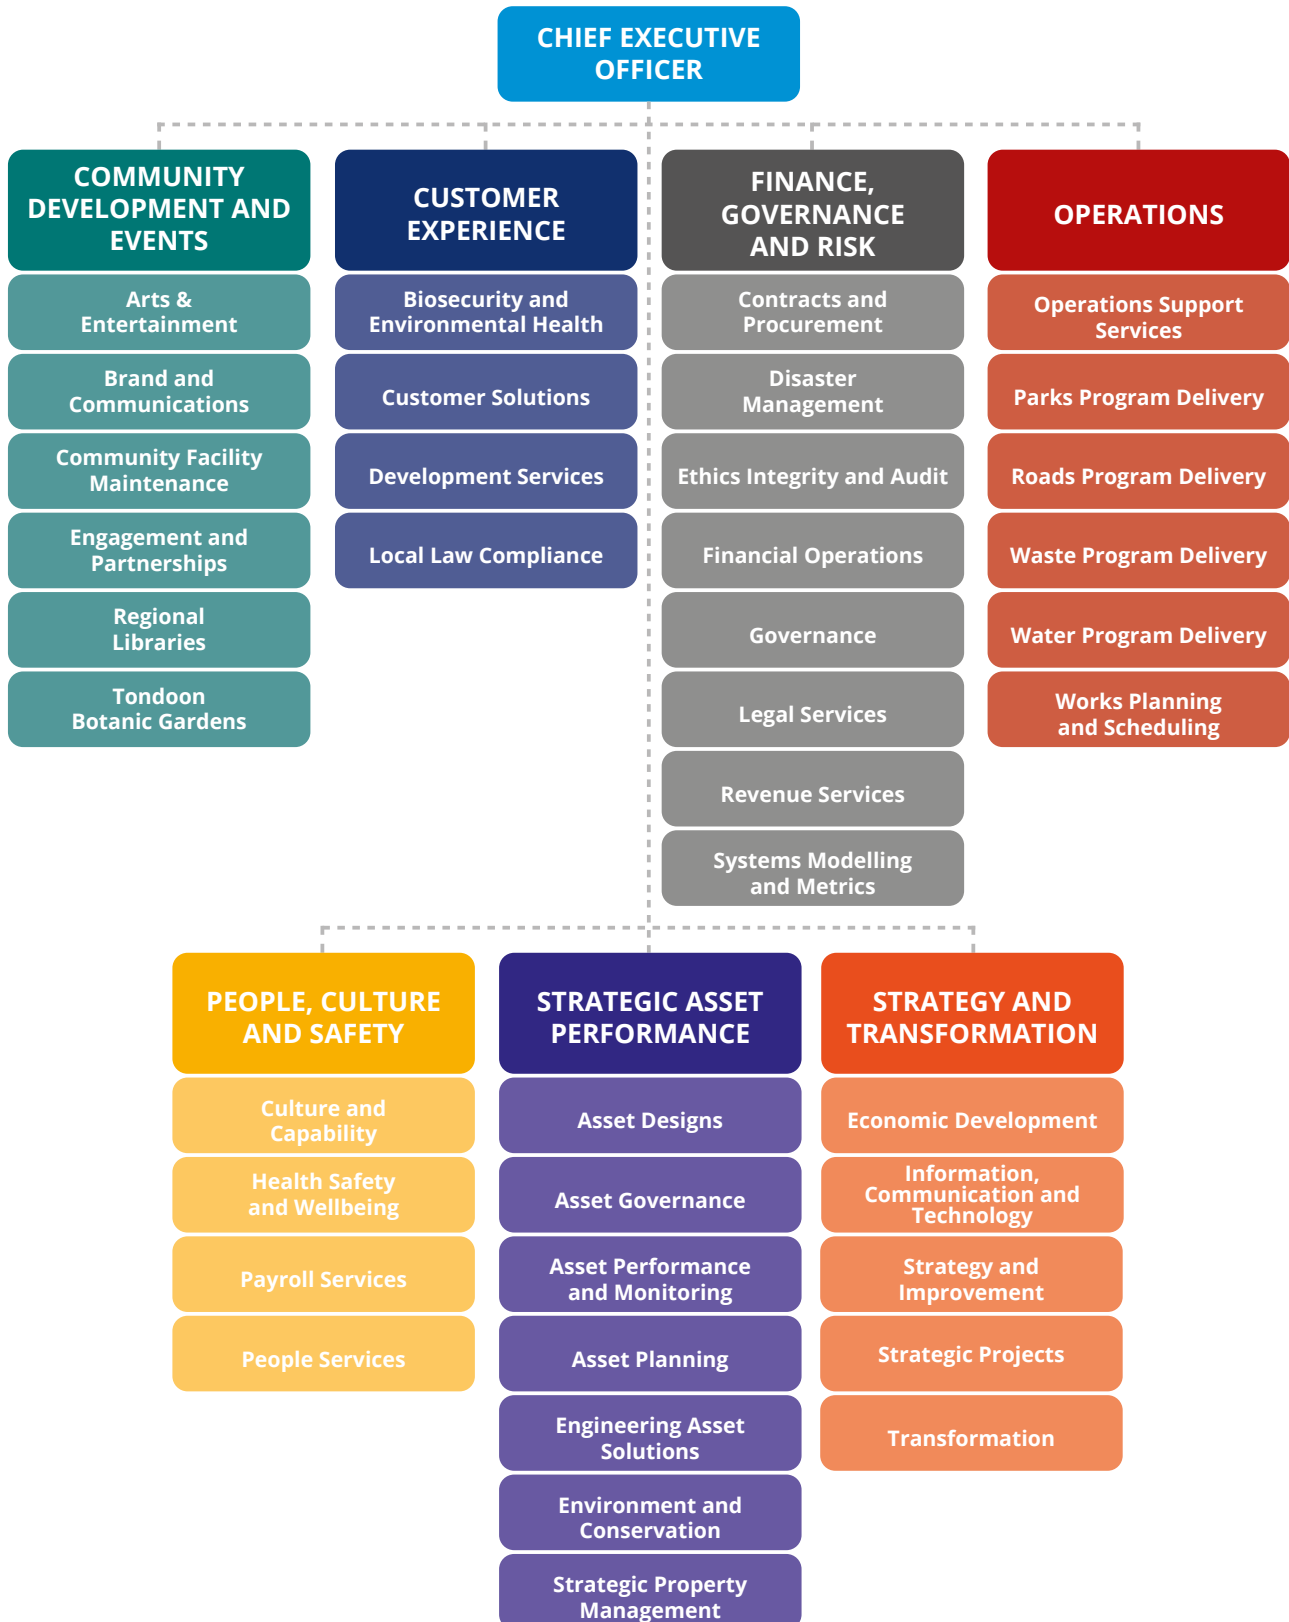 CHIEF EXECUTIVE
OFFICER
COMMUNITY
DEVELOPMENT AND
EVENTS
Arts &
Entertainment
Brand and
Communications
Community Facility
Maintenance
Engagement and
Partnerships
Regional
Libraries
Tondoon
Botanic Gardens
CUSTOMER
EXPERIENCE
Biosecurity and
Environmental Health
Customer Solutions
Development Services
Local Law Compliance
FINANCE,
GOVERNANCE
AND RISK
Contracts and
Procurement
Disaster
Management
Ethics Integrity and Audit
Financial Operations
Governance
Legal Services
Revenue Services
Systems Modelling
and Metrics
OPERATIONS
Operations Support
Services
Parks Program Delivery
Roads Program Delivery
Waste Program Delivery
Water Program Delivery
Works Planning
and Scheduling
PEOPLE, CULTURE
AND SAFETY
Culture and
Capability
Health Safety
and Wellbeing
Payroll Services
People Services
STRATEGIC ASSET
PERFORMANCE
Asset Designs
Asset Governance
Asset Performance
and Monitoring
Asset Planning
Engineering Asset
Solutions
Environment and
Conservation
Strategic Property
Management
STRATEGY AND
TRANSFORMATION
Economic Development
Information,
Communication and
Technology
Strategy and
Improvement
Strategic Projects
Transformation